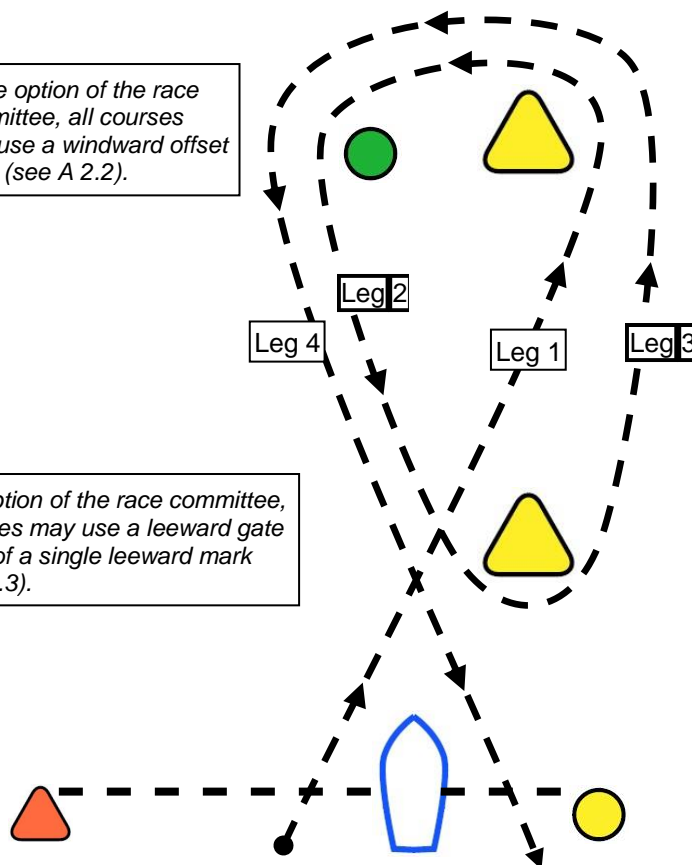 e option of the race
mittee, all courses
use a windward offset
(see A 2.2).
Leg 2
Leg 4
Leg 1
Leg 3
ption of the race committee,
es may use a leeward gate
of a single leeward mark
.3).